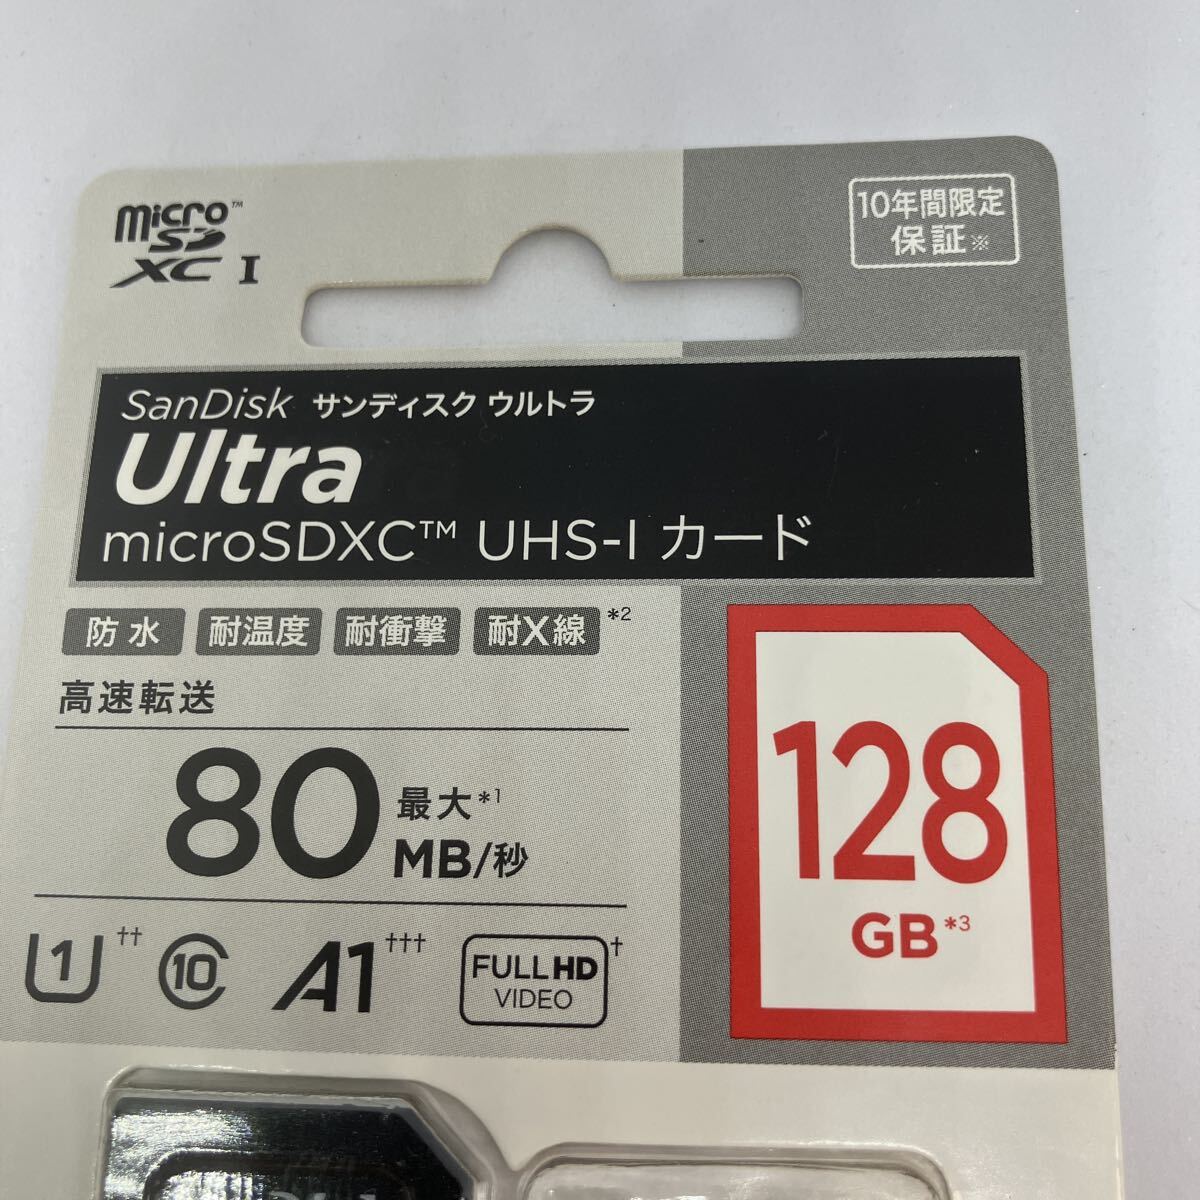 micro™
SD
XC I
10年間限定
保証※
SanDisk サンディスク ウルトラ
Ultra
microSDXC™ UHS-I カード
防水 耐温度 耐衝撃 耐X線 *2
高速転送
80 最大*1
MB/秒
128
GB*3
1†† 10 A1††† FULL HD†
VIDEO